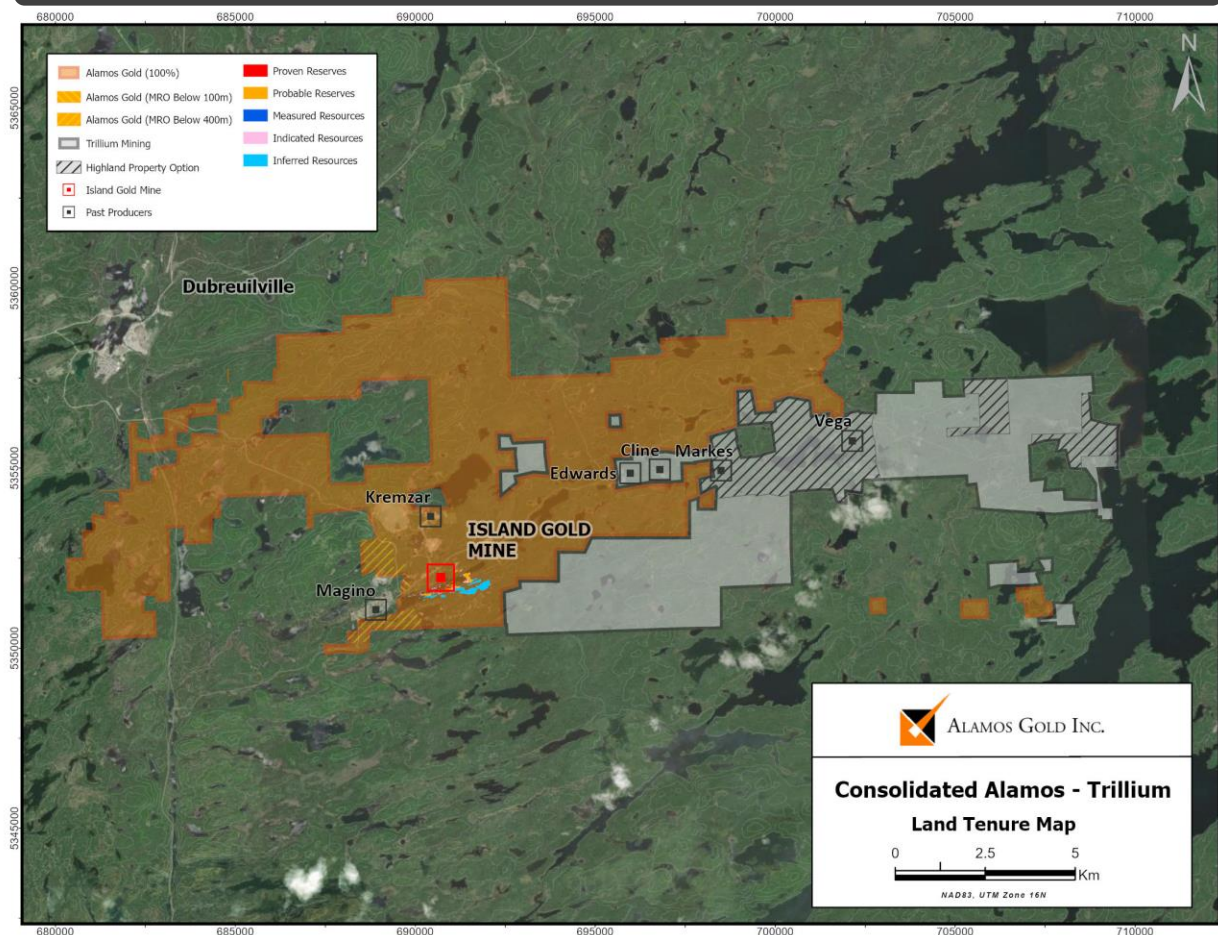 680000 685000 690000 695000 700000 705000 710000
N
Alamos Gold (100%)
Alamos Gold (MRO Below 100m)
Alamos Gold (MRO Below 400m)
Trillium Mining
Highland Property Option
Island Gold Mine
Past Producers
Proven Reserves
Probable Reserves
Measured Resources
Indicated Resources
Inferred Resources
5365000
5360000
5355000
5350000
5345000
Dubreuilville
Vega
Cline
Markes
Edwards
Kremzar
ISLAND GOLD
MINE
Magino
ALAMOS GOLD INC.
Consolidated Alamos - Trillium
Land Tenure Map
0 2.5 5
Km
NAD83, UTM Zone 16N
680000 685000 690000 695000 700000 705000 710000